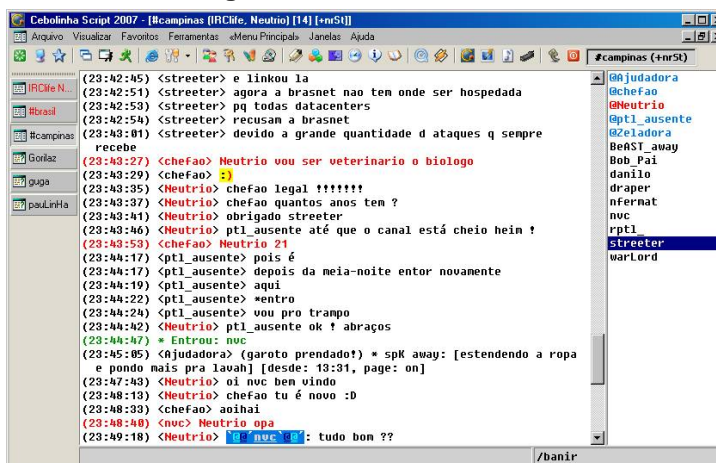 Cebolinha Script 2007 - [#campinas (IRClife, Neutrio) [14] [+nrSt]]
Arquivo Visualizar Favoritos Ferramentas «Menu Principal» Janelas Ajuda
#campinas (+nrSt)
IRClife N...
#brasil
#campinas
Gorilaz
guga
pauLinHa
(23:42:45) <streeter> e linkou la
(23:42:51) <streeter> agora a brasnet nao tem onde ser hospedada
(23:42:53) <streeter> pq todas datacenters
(23:42:54) <streeter> recusam a brasnet
(23:43:01) <streeter> devido a grande quantidade d ataques q sempre
recebe
(23:43:27) <chefao> Neutrio vou ser veterinario o biologo
(23:43:29) <chefao> :)
(23:43:35) <Neutrio> chefao legal !!!!!!!
(23:43:37) <Neutrio> chefao quantos anos tem ?
(23:43:41) <Neutrio> obrigado streeter
(23:43:46) <Neutrio> ptl_ausente até que o canal está cheio heim !
(23:43:53) <chefao> Neutrio 21
(23:44:17) <ptl_ausente> pois é
(23:44:17) <ptl_ausente> depois da meia-noite entor novamente
(23:44:19) <ptl_ausente> aqui
(23:44:22) <ptl_ausente> *entro
(23:44:24) <ptl_ausente> vou pro trampo
(23:44:42) <Neutrio> ptl_ausente ok ! abraços
(23:44:47) * Entrou: nvc
(23:45:05) <Ajudadora> (garoto prendado!) * spK away: [estendendo a ropa
e pondo mais pra lavah] [desde: 13:31, page: on]
(23:47:43) <Neutrio> oi nvc bem vindo
(23:48:13) <Neutrio> chefao tu é novo :D
(23:48:33) <chefao> aoihai
(23:48:40) <nvc> Neutrio opa
(23:49:18) <Neutrio> `@@´nvc`@@´: tudo bom ??
@Ajudadora
@chefao
@Neutrio
@ptl_ausente
@Zeladora
BeAST_away
Bob_Pai
danilo
draper
nfermat
nvc
rptl_
streeter
warLord
/banir